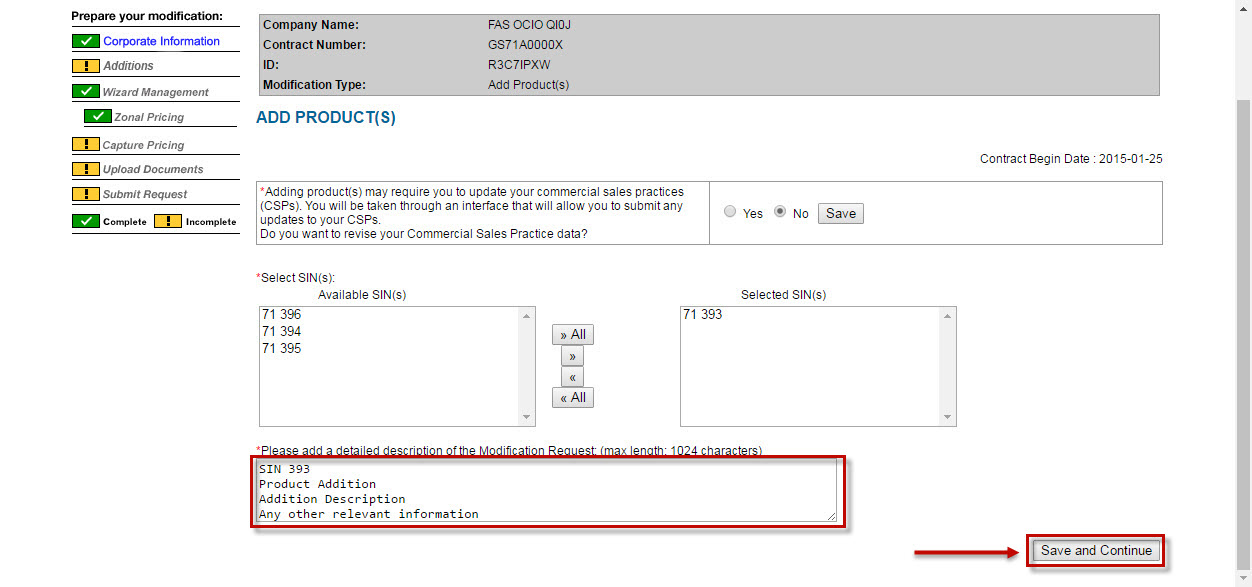 Prepare your modification:
Corporate Information
Additions
Wizard Management
Zonal Pricing
Capture Pricing
Upload Documents
Submit Request
Complete
Incomplete
Company Name: FAS OCIO QI0J
Contract Number: GS71A0000X
ID: R3C7IPXW
Modification Type: Add Product(s)
ADD PRODUCT(S)
Contract Begin Date : 2015-01-25
*Adding product(s) may require you to update your commercial sales practices
(CSPs). You will be taken through an interface that will allow you to submit any
updates to your CSPs.
Do you want to revise your Commercial Sales Practice data?
Yes No Save
*Select SIN(s):
Available SIN(s)
71 396
71 394
71 395
» All
»
«
« All
Selected SIN(s)
71 393
*Please add a detailed description of the Modification Request: (max length: 1024 characters)
SIN 393
Product Addition
Addition Description
Any other relevant information
Save and Continue